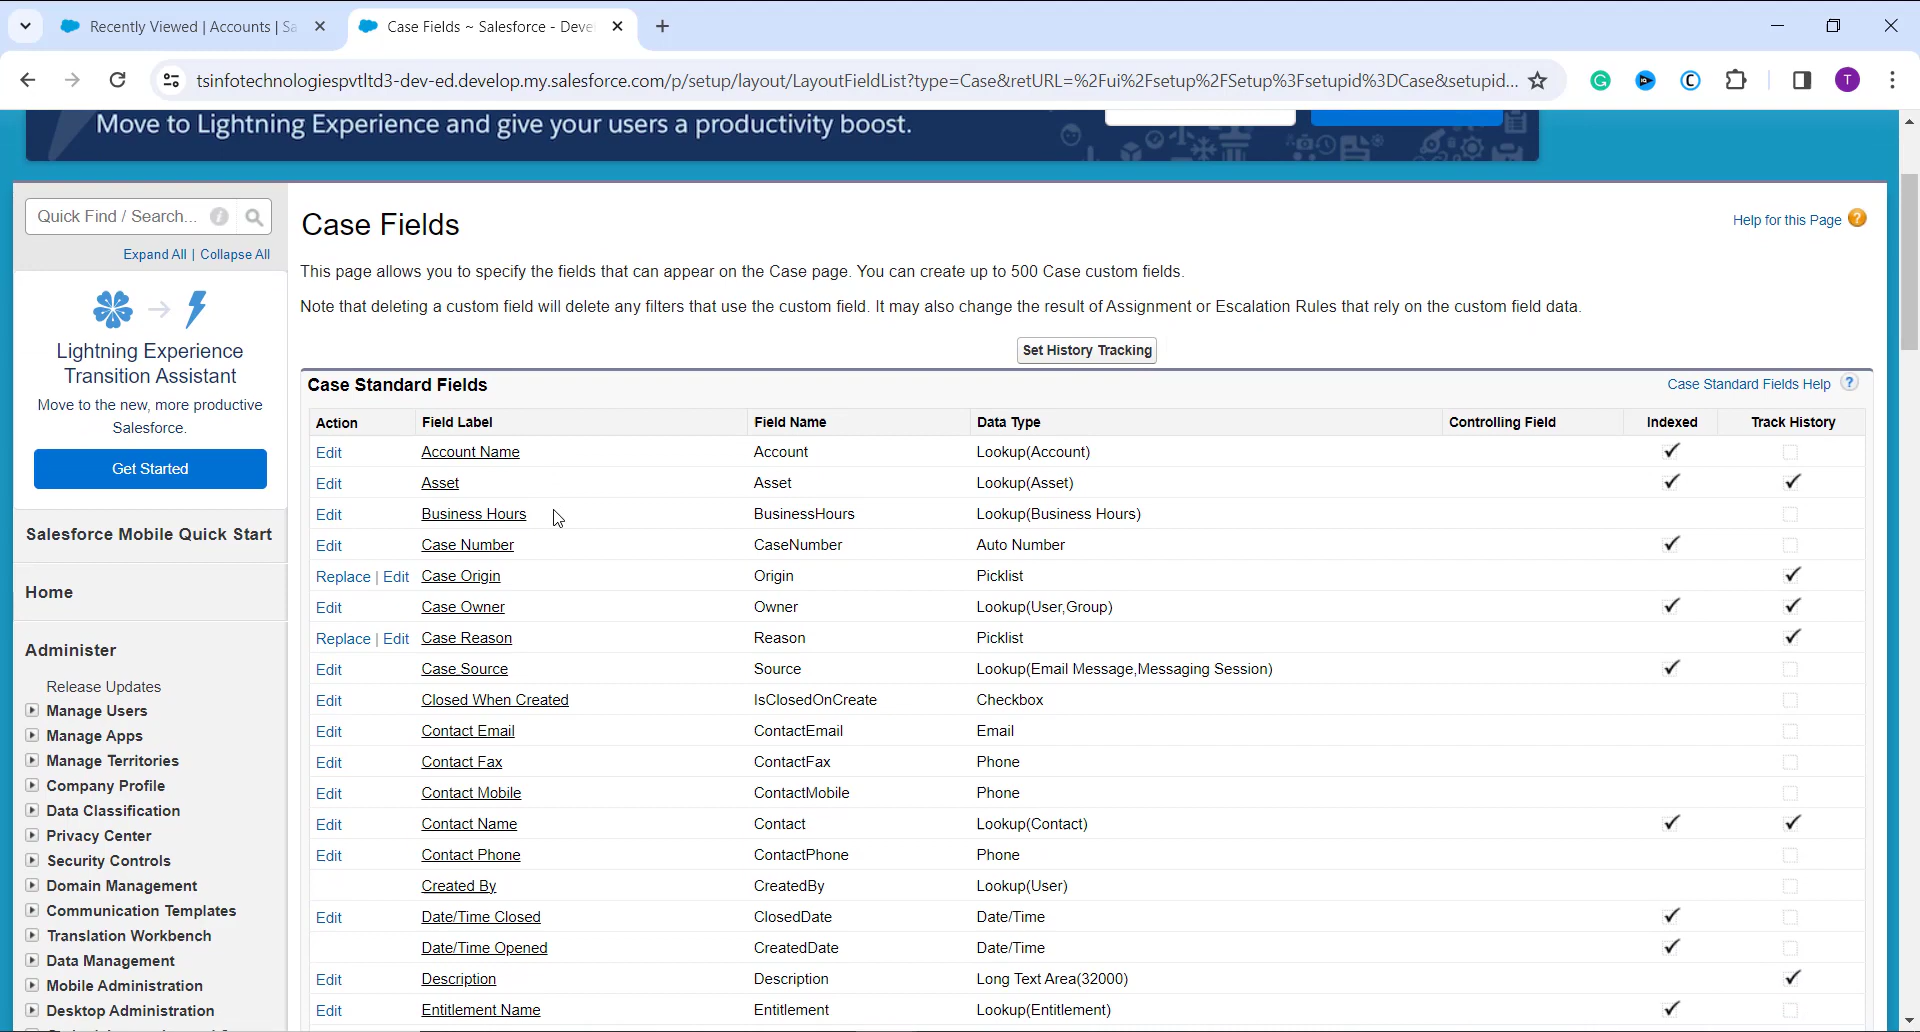 Recently Viewed | Accounts | Sa
Case Fields ~ Salesforce - Deve
tsinfotechnologiespvtltd3-dev-ed.develop.my.salesforce.com/p/setup/layout/LayoutFieldList?type=Case&retURL=%2Fui%2Fsetup%2FSetup%3Fsetupid%3DCase&setupid...
T
Move to Lightning Experience and give your users a productivity boost.
Quick Find / Search...
Expand All | Collapse All
Lightning Experience
Transition Assistant
Move to the new, more productive
Salesforce.
Get Started
Salesforce Mobile Quick Start
Home
Administer
Release Updates
Manage Users
Manage Apps
Manage Territories
Company Profile
Data Classification
Privacy Center
Security Controls
Domain Management
Communication Templates
Translation Workbench
Data Management
Mobile Administration
Desktop Administration
Case Fields
Help for this Page ?
This page allows you to specify the fields that can appear on the Case page. You can create up to 500 Case custom fields.
Note that deleting a custom field will delete any filters that use the custom field. It may also change the result of Assignment or Escalation Rules that rely on the custom field data.
Set History Tracking
Case Standard Fields
Case Standard Fields Help ?
Action Field Label Field Name Data Type Controlling Field Indexed Track History
Edit Account Name Account Lookup(Account)
Edit Asset Asset Lookup(Asset)
Edit Business Hours BusinessHours Lookup(Business Hours)
Edit Case Number CaseNumber Auto Number
Replace | Edit Case Origin Origin Picklist
Edit Case Owner Owner Lookup(User,Group)
Replace | Edit Case Reason Reason Picklist
Edit Case Source Source Lookup(Email Message,Messaging Session)
Edit Closed When Created IsClosedOnCreate Checkbox
Edit Contact Email ContactEmail Email
Edit Contact Fax ContactFax Phone
Edit Contact Mobile ContactMobile Phone
Edit Contact Name Contact Lookup(Contact)
Edit Contact Phone ContactPhone Phone
Created By CreatedBy Lookup(User)
Edit Date/Time Closed ClosedDate Date/Time
Date/Time Opened CreatedDate Date/Time
Edit Description Description Long Text Area(32000)
Edit Entitlement Name Entitlement Lookup(Entitlement)